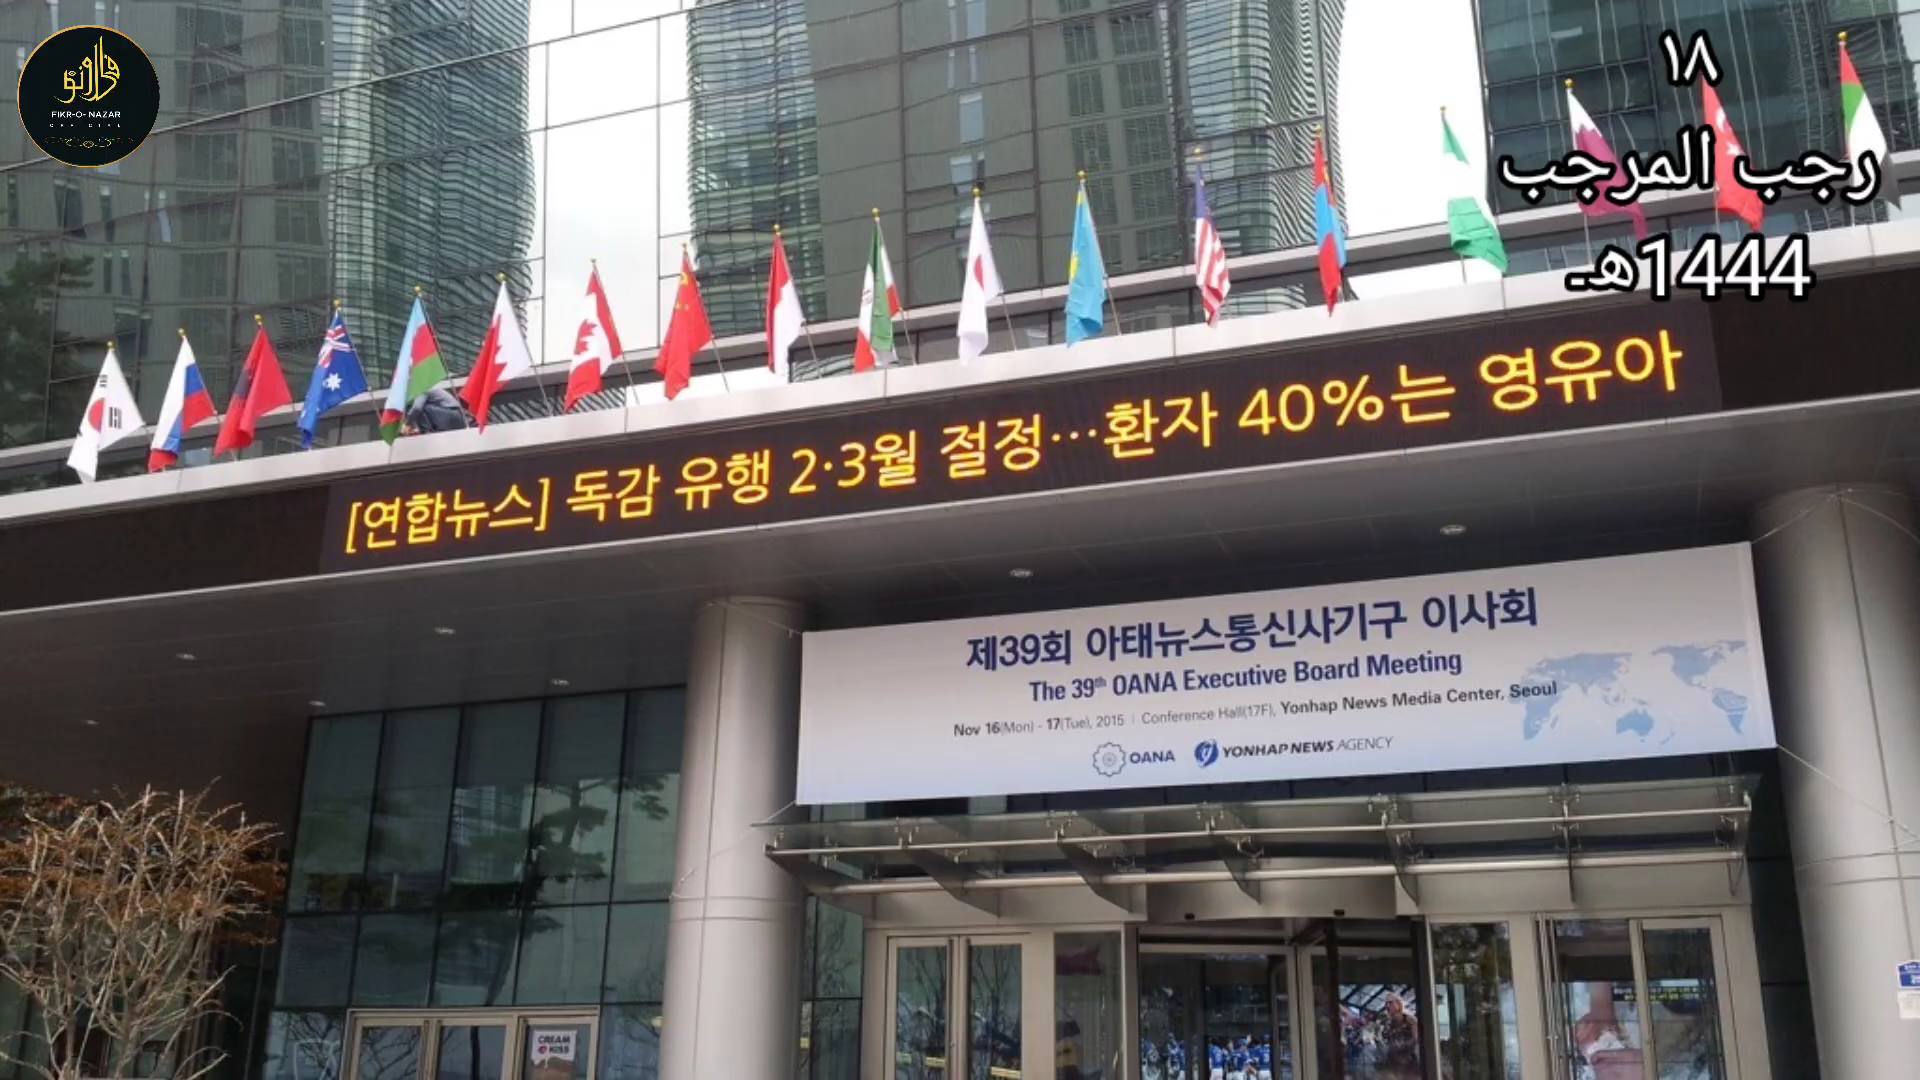 FIKR-O-NAZAR
OFFICIAL
١٨
رجب المرجب
1444هـ
[연합뉴스] 독감 유행 2·3월 절정…환자 40%는 영유아
제39회 아태뉴스통신사기구 이사회
The 39th OANA Executive Board Meeting
Nov 16(Mon) - 17(Tue), 2015 | Conference Hall(17F), Yonhap News Media Center, Seoul
OANA YONHAP NEWS AGENCY
CREAM
KISS